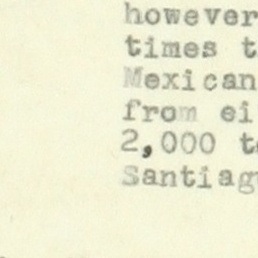 however
times t
Mexican
from ei
2,000 t
Santiag